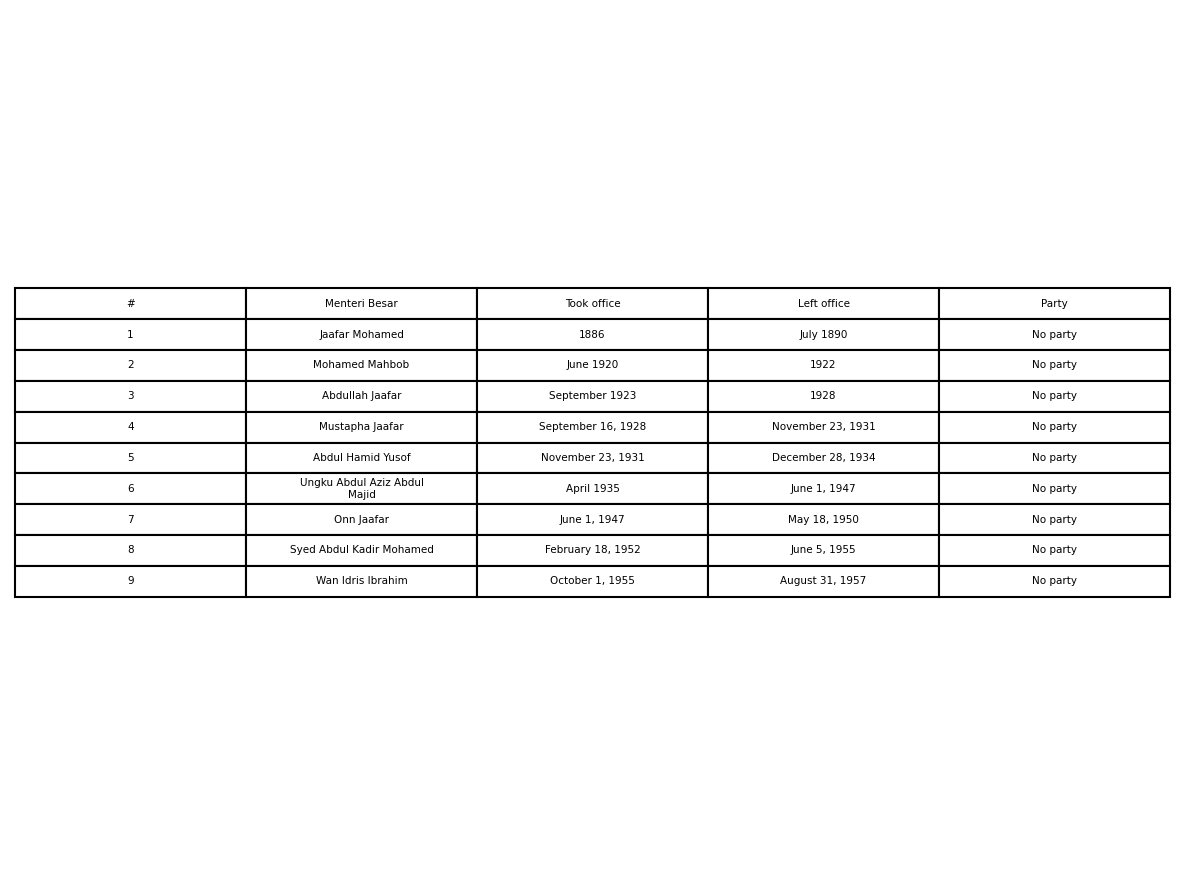 # Menteri Besar Took office Left office Party
1 Jaafar Mohamed 1886 July 1890 No party
2 Mohamed Mahbob June 1920 1922 No party
3 Abdullah Jaafar September 1923 1928 No party
4 Mustapha Jaafar September 16, 1928 November 23, 1931 No party
5 Abdul Hamid Yusof November 23, 1931 December 28, 1934 No party
6 Ungku Abdul Aziz Abdul
Majid April 1935 June 1, 1947 No party
7 Onn Jaafar June 1, 1947 May 18, 1950 No party
8 Syed Abdul Kadir Mohamed February 18, 1952 June 5, 1955 No party
9 Wan Idris Ibrahim October 1, 1955 August 31, 1957 No party